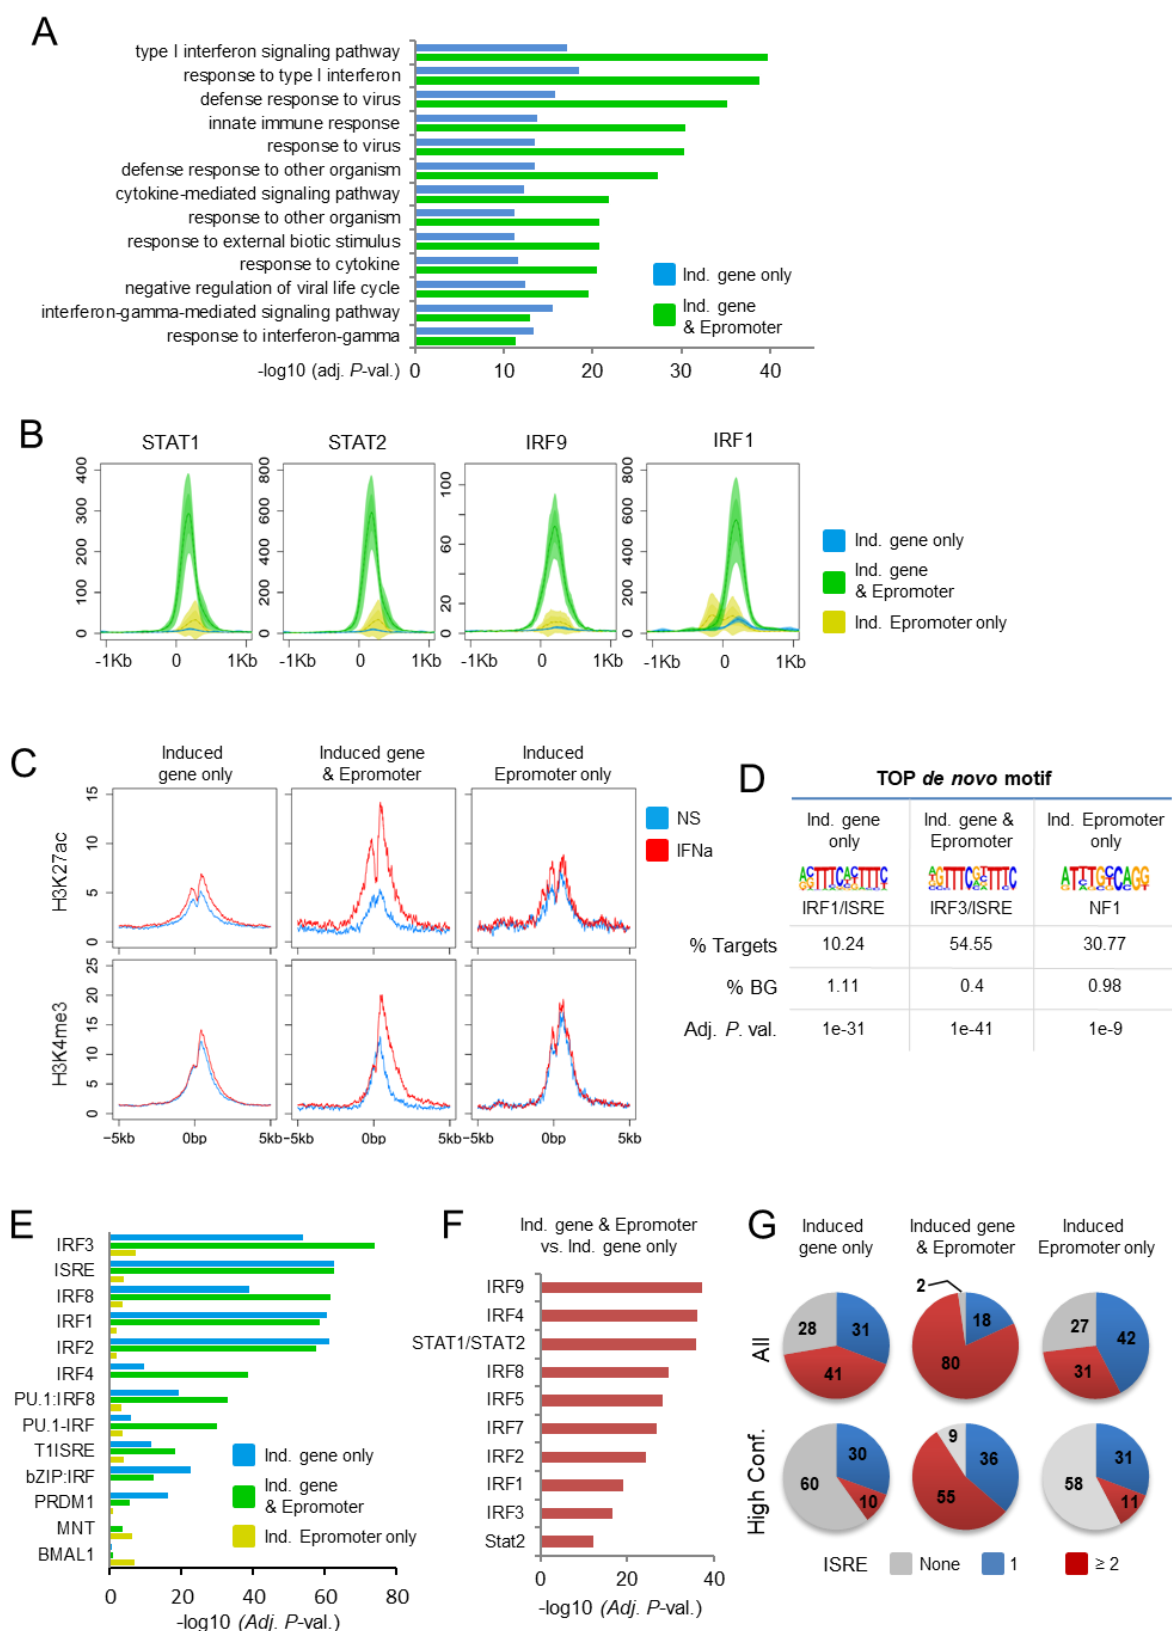 A
type I interferon signaling pathway
response to type I interferon
defense response to virus
innate immune response
response to virus
defense response to other organism
cytokine-mediated signaling pathway
response to other organism
response to external biotic stimulus
response to cytokine
negative regulation of viral life cycle
interferon-gamma-mediated signaling pathway
response to interferon-gamma
Ind. gene only
Ind. gene
& Epromoter
-log10 (adj. P-val.) 0 10 20 30 40
B
STAT1 STAT2 IRF9 IRF1
400
300
200
100
0
800
600
400
200
0
100
60
20
0
800
600
400
200
0
-1Kb 0 1Kb -1Kb 0 1Kb -1Kb 0 1Kb -1Kb 0 1Kb
Ind. gene only
Ind. gene
& Epromoter
Ind. Epromoter only
C
Induced
gene only
Induced gene
& Epromoter
Induced
Epromoter only
H3K27ac
15
10
5
0
H3K4me3
25
20
15
10
5
0
−5kb 0bp 5kb −5kb 0bp 5kb −5kb 0bp 5kb
NS
IFNa
D
TOP de novo motif
Ind. gene
only
Ind. gene &
Epromoter
Ind. Epromoter
only
IRF1/ISRE IRF3/ISRE NF1
% Targets 10.24 54.55 30.77
% BG 1.11 0.4 0.98
Adj. P. val. 1e-31 1e-41 1e-9
E
IRF3
ISRE
IRF8
IRF1
IRF2
IRF4
PU.1:IRF8
PU.1-IRF
T1ISRE
bZIP:IRF
PRDM1
MNT
BMAL1
Ind. gene only
Ind. gene
& Epromoter
Ind. Epromoter only
0 20 40 60 80
-log10 (Adj. P-val.)
F
Ind. gene & Epromoter
vs. Ind. gene only
IRF9
IRF4
STAT1/STAT2
IRF8
IRF5
IRF7
IRF2
IRF1
IRF3
Stat2
0 20 40
-log10 (Adj. P-val.)
G
Induced
gene only
Induced gene
& Epromoter
Induced
Epromoter only
All
28 31 41
2 18 80
27 42 31
High Conf.
60 30 10
9 36 55
58 31 11
ISRE None 1 ≥ 2